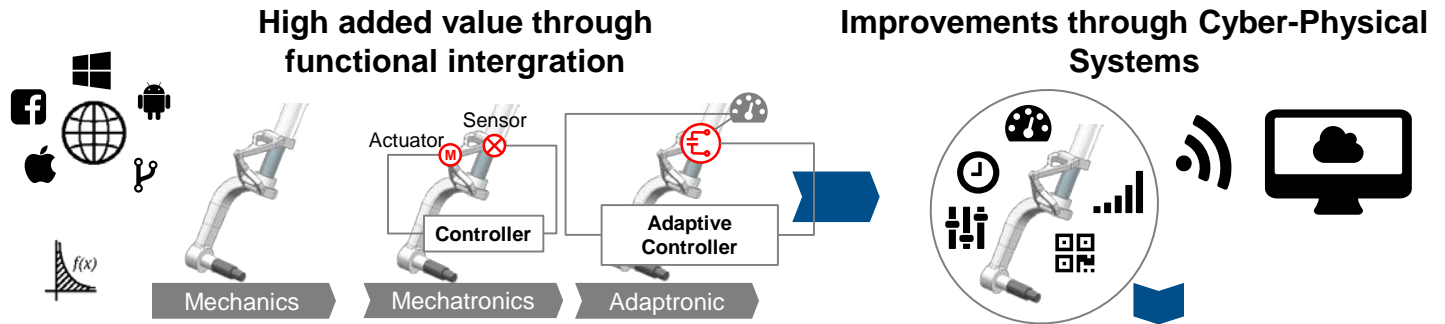 High added value through
functional intergration
Improvements through Cyber-Physical
Systems
Actuator
Sensor
M
Controller
Adaptive
Controller
f(x)
Mechanics
Mechatronics
Adaptronic